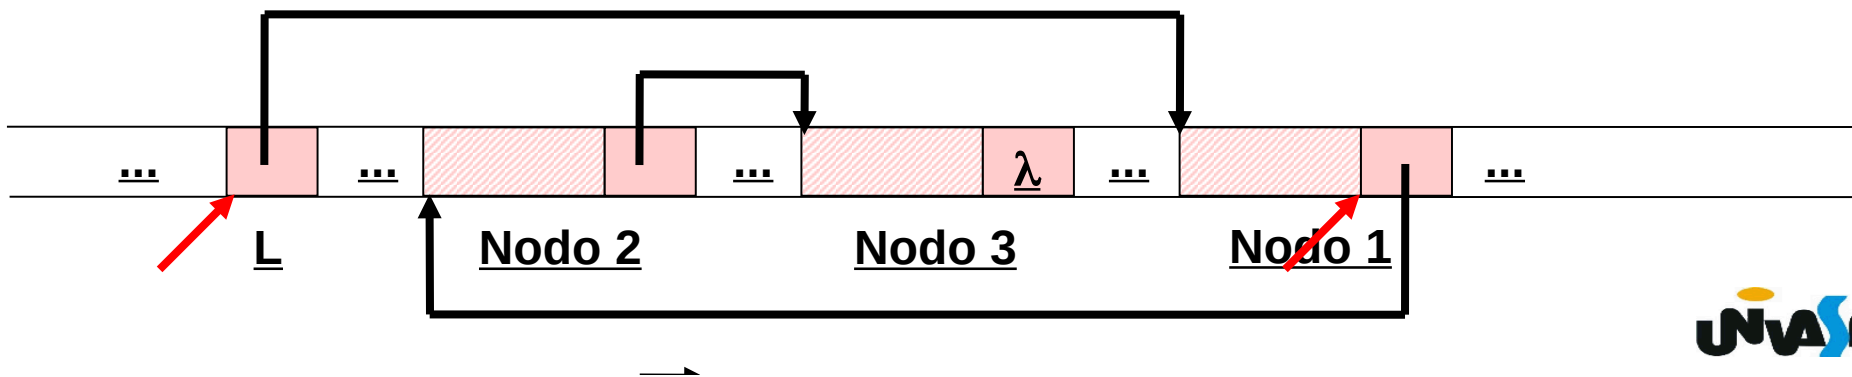 ... ... ... λ ... ...
L Nodo 2 Nodo 3 Nodo 1